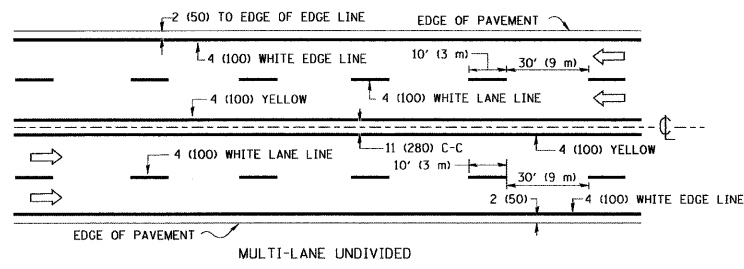 2 (50) TO EDGE OF EDGE LINE
EDGE OF PAVEMENT
4 (100) WHITE EDGE LINE
10' (3 m)
30' (9 m)
4 (100) YELLOW
4 (100) WHITE LANE LINE
℄
4 (100) WHITE LANE LINE
11 (280) C-C
4 (100) YELLOW
10' (3 m)
30' (9 m)
2 (50)
4 (100) WHITE EDGE LINE
EDGE OF PAVEMENT
MULTI-LANE UNDIVIDED